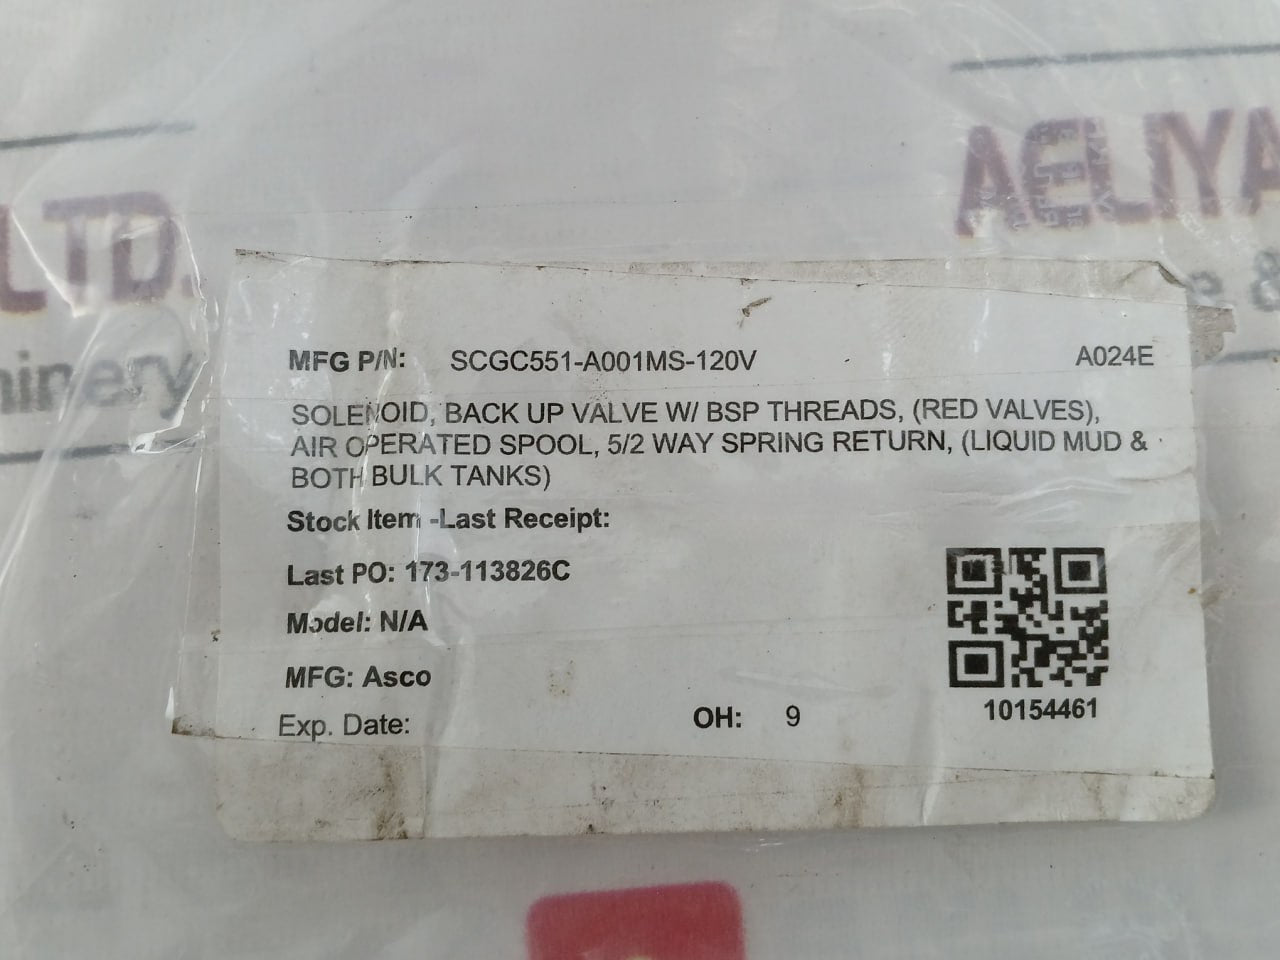 LTD.
AELIYA
&
MFG P/N: SCGC551-A001MS-120V A024E
SOLENOID, BACK UP VALVE W/ BSP THREADS, (RED VALVES),
AIR OPERATED SPOOL, 5/2 WAY SPRING RETURN, (LIQUID MUD &
BOTH BULK TANKS)
Stock Item -Last Receipt:
Last PO: 173-113826C
Model: N/A
MFG: Asco
Exp. Date:
OH: 9
10154461